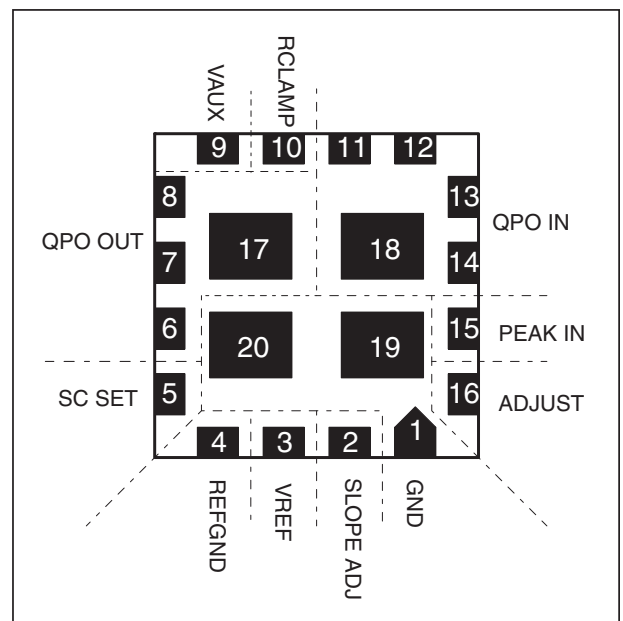 VAUX
RCLAMP
9
10
11
12
8
13
QPO OUT
QPO IN
17
18
7
14
6
20
19
15
PEAK IN
SC SET
5
16
ADJUST
4
3
2
1
REFGND
VREF
SLOPE ADJ
GND